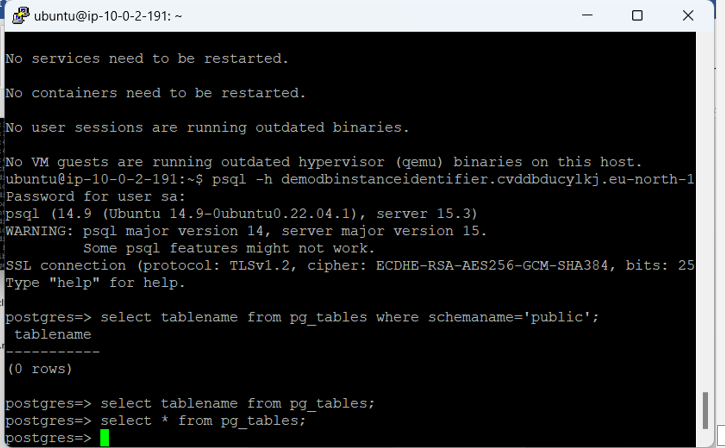 ubuntu@ip-10-0-2-191: ~
No services need to be restarted.
No containers need to be restarted.
No user sessions are running outdated binaries.
No VM guests are running outdated hypervisor (qemu) binaries on this host.
ubuntu@ip-10-0-2-191:~$ psql -h demodbinstanceidentifier.cvddbducylkj.eu-north-1
Password for user sa:
psql (14.9 (Ubuntu 14.9-0ubuntu0.22.04.1), server 15.3)
WARNING: psql major version 14, server major version 15.
Some psql features might not work.
SSL connection (protocol: TLSv1.2, cipher: ECDHE-RSA-AES256-GCM-SHA384, bits: 25
Type "help" for help.
postgres=> select tablename from pg_tables where schemaname='public';
tablename
-----------
(0 rows)
postgres=> select tablename from pg_tables;
postgres=> select * from pg_tables;
postgres=>